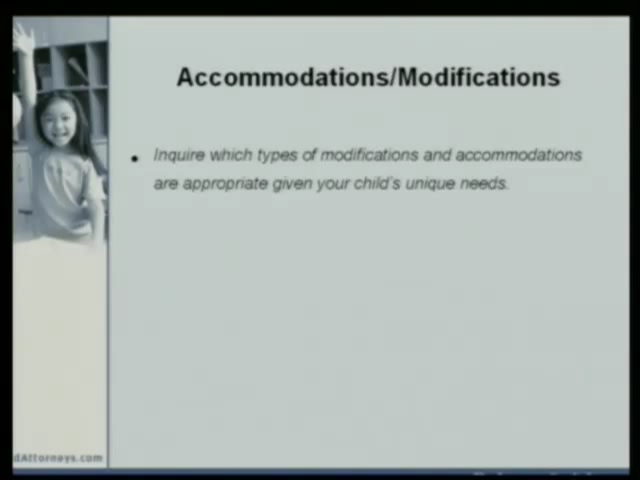 Accommodations/Modifications
• Inquire which types of modifications and accommodations
are appropriate given your child's unique needs.
dAttorneys.com